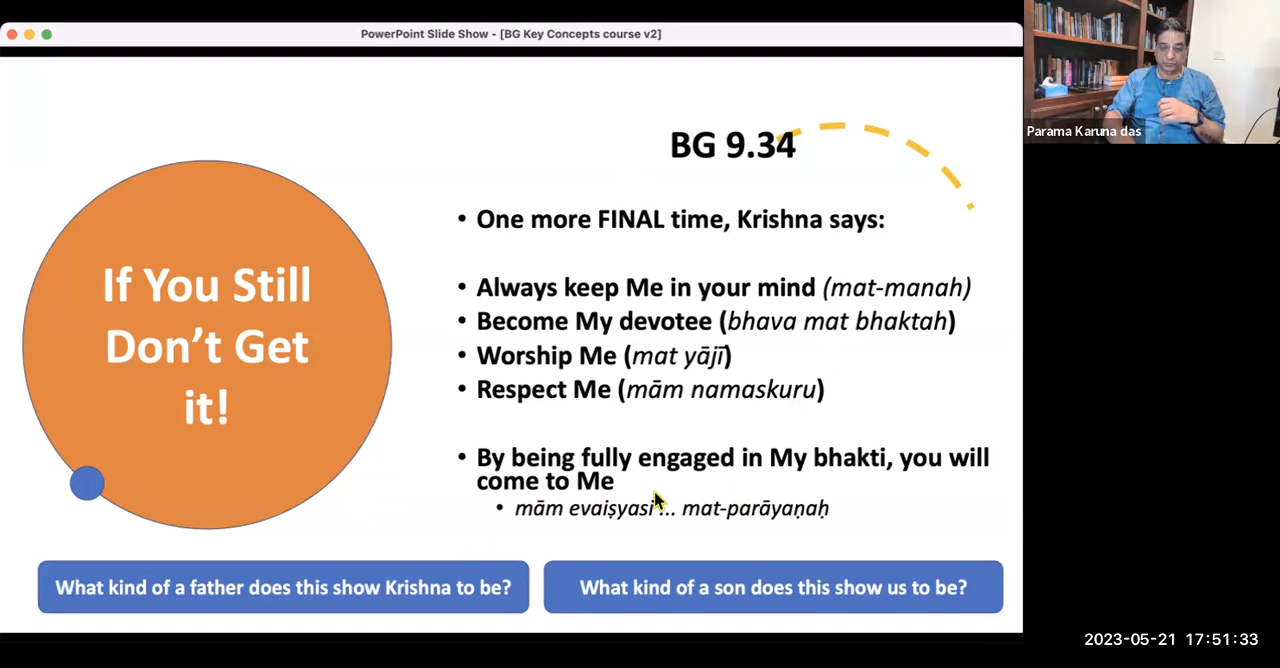 PowerPoint Slide Show - [BG Key Concepts course v2]
Parama Karuna das
If You Still
Don't Get
it!
BG 9.34
• One more FINAL time, Krishna says:
• Always keep Me in your mind (mat-manah)
• Become My devotee (bhava mat bhaktah)
• Worship Me (mat yājī)
• Respect Me (mām namaskuru)
• By being fully engaged in My bhakti, you will
come to Me
• mām evaiṣyasi ... mat-parāyaṇaḥ
What kind of a father does this show Krishna to be?
What kind of a son does this show us to be?
2023-05-21 17:51:33